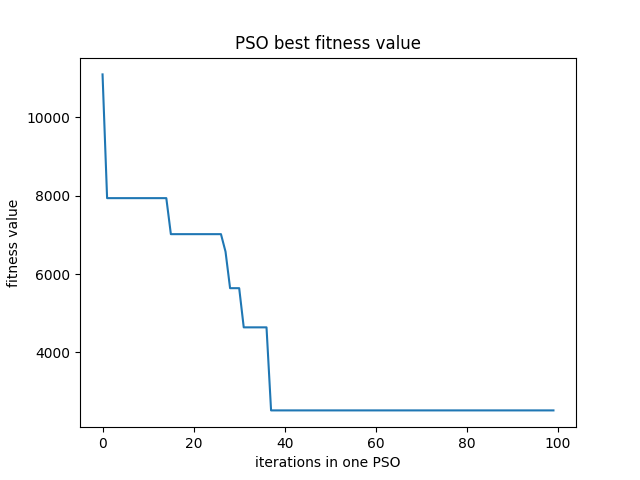 PSO best fitness value
fitness value
10000
8000
6000
4000
0 20 40 60 80 100
iterations in one PSO